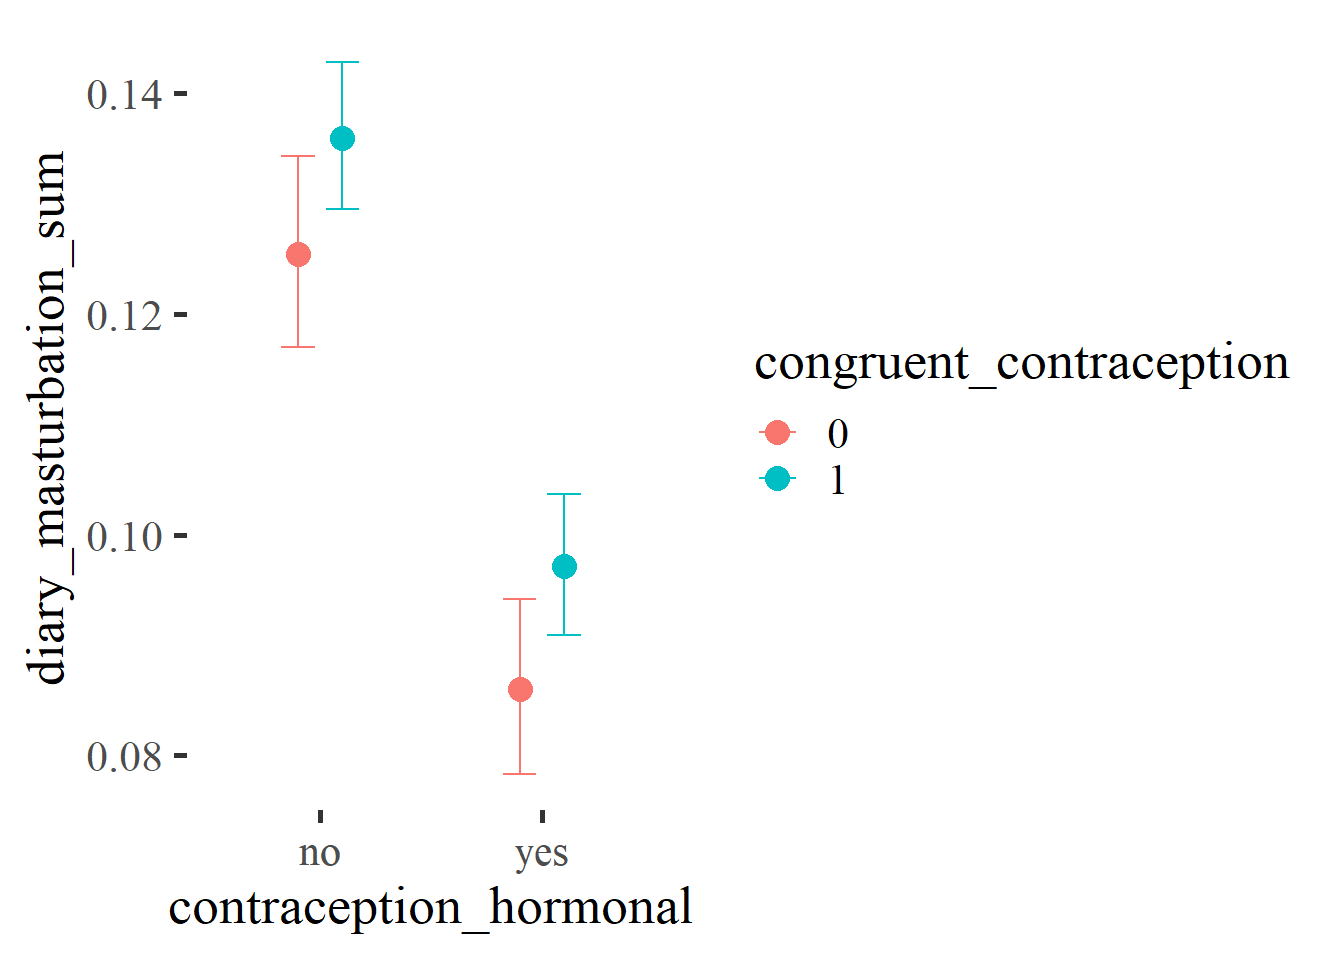 diary_masturbation_sum
0.14
0.12
0.10
0.08
no
yes
contraception_hormonal
congruent_contraception
0
1